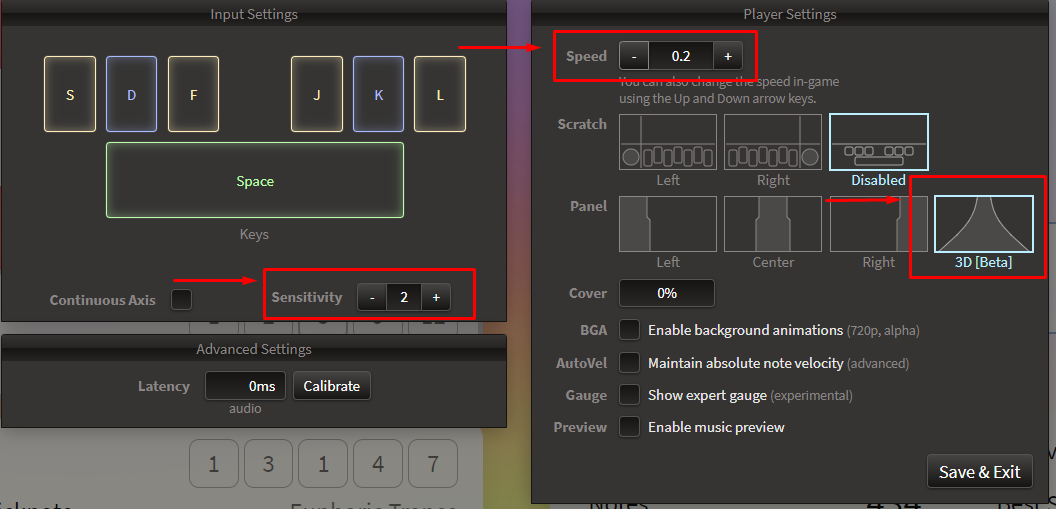 Input Settings
S D F J K L
Space
Keys
Continuous Axis
Sensitivity - 2 +
Advanced Settings
Latency 0ms Calibrate
audio
1 3 1 4 7
Player Settings
Speed - 0.2 +
You can also change the speed in-game
using the Up and Down arrow keys.
Scratch
Left Right Disabled
Panel
Left Center Right 3D [Beta]
Cover 0%
BGA Enable background animations (720p, alpha)
AutoVel Maintain absolute note velocity (advanced)
Gauge Show expert gauge (experimental)
Preview Enable music preview
Save & Exit